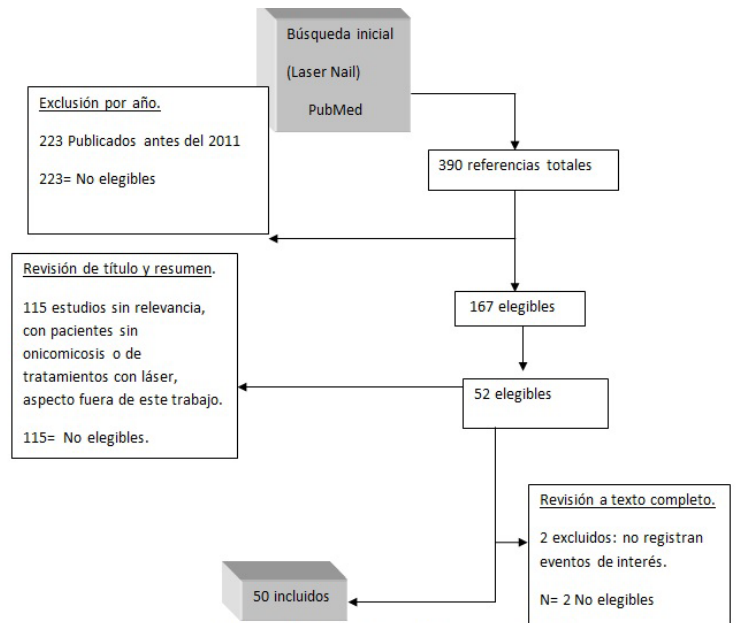 Búsqueda inicial
(Laser Nail)
PubMed
Exclusión por año.
223 Publicados antes del 2011
223= No elegibles
390 referencias totales
Revisión de título y resumen.
115 estudios sin relevancia,
con pacientes sin
onicomicosis o de
tratamientos con láser,
aspecto fuera de este trabajo.
115= No elegibles.
167 elegibles
52 elegibles
Revisión a texto completo.
2 excluidos: no registran
eventos de interés.
N= 2 No elegibles
50 incluidos